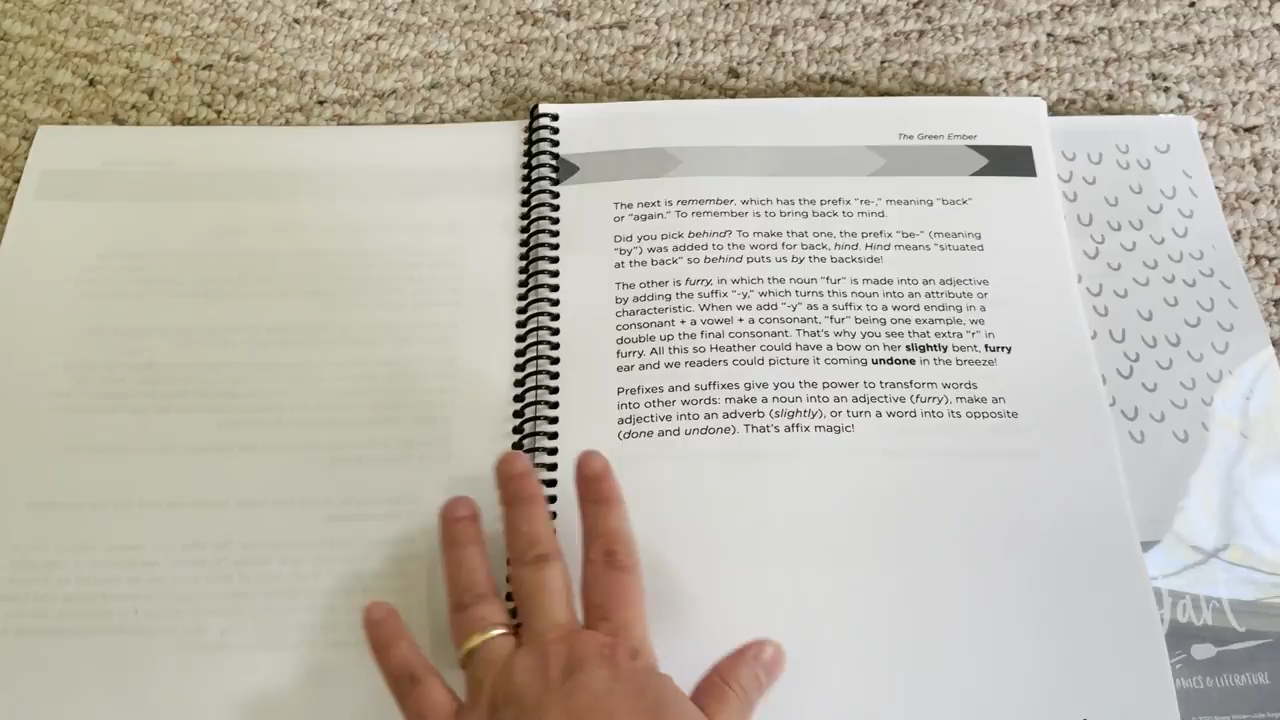 The Green Ember
The next is remember, which has the prefix "re-," meaning "back"
or "again." To remember is to bring back to mind.
Did you pick behind? To make that one, the prefix "be-" (meaning
"by") was added to the word for back, hind. Hind means "situated
at the back" so behind puts us by the backside!
The other is furry, in which the noun "fur" is made into an adjective
by adding the suffix "-y," which turns this noun into an attribute or
characteristic. When we add "-y" as a suffix to a word ending in a
consonant + a vowel + a consonant, "fur" being one example, we
double up the final consonant. That's why you see that extra "r" in
furry. All this so Heather could have a bow on her slightly bent, furry
ear and we readers could picture it coming undone in the breeze!
Prefixes and suffixes give you the power to transform words
into other words: make a noun into an adjective (furry), make an
adjective into an adverb (slightly), or turn a word into its opposite
(done and undone). That's affix magic!
& LITERATURE